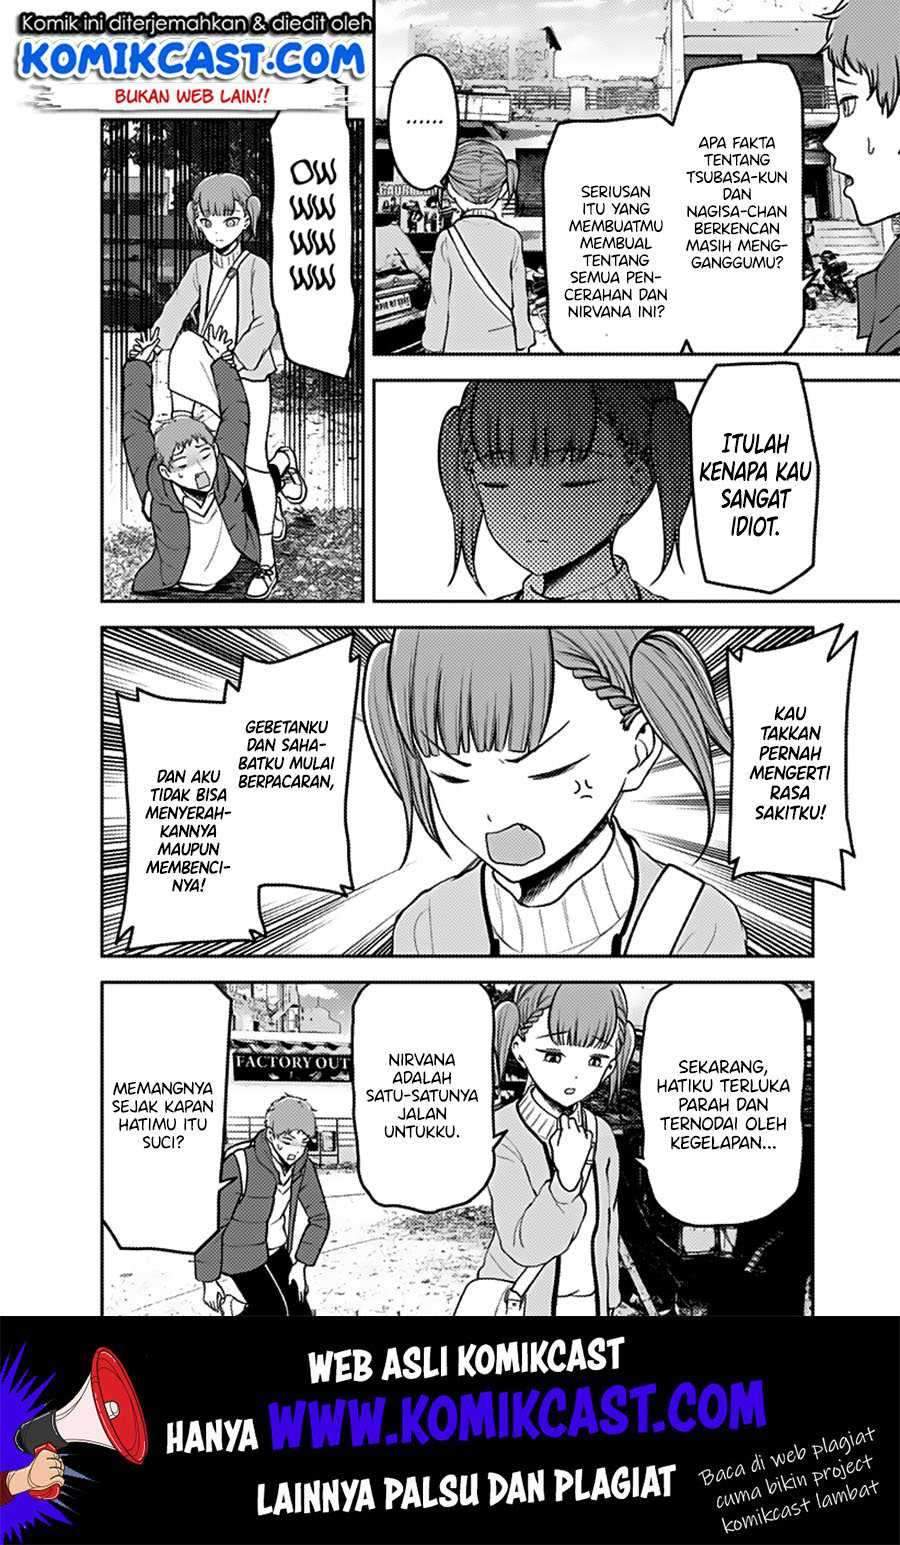 Komik ini diterjemahkan & diedit oleh
KOMIKCAST.COM
BUKAN WEB LAIN!!
APA FAKTA
TENTANG
TSUBASA-KUN
DAN
NAGISA-CHAN
BERKENCAN
MASIH MENG-
GANGGUMU?
SERIUSAN
ITU YANG
MEMBUATMU
MEMBUAL
TENTANG
SEMUA PEN-
CERAHAN DAN
NIRVANA INI?
......
ITULAH
KENAPA KAU
SANGAT
IDIOT.
OW
WW
WW
WW
KAU
TAKKAN
PERNAH
MENGERTI
RASA
SAKITKU!
GEBETANKU
DAN SAHA-
BATKU MULAI
BERPACARAN,
DAN AKU
TIDAK BISA
MENYERAH-
KANNYA
MAUPUN
MEMBENCI-
NYA!
SEKARANG,
HATIKU TERLUKA
PARAH DAN
TERNODAI OLEH
KEGELAPAN...
NIRVANA
ADALAH
SATU-SATUNYA
JALAN
UNTUKKU.
FACTORY OUT
MEMANGNYA
SEJAK KAPAN
HATIMU ITU
SUCI?
WEB ASLI KOMIKCAST
HANYA WWW.KOMIKCAST.COM
LAINNYA PALSU DAN PLAGIAT
Baca di web plagiat
cuma bikin project
komikcast lambat